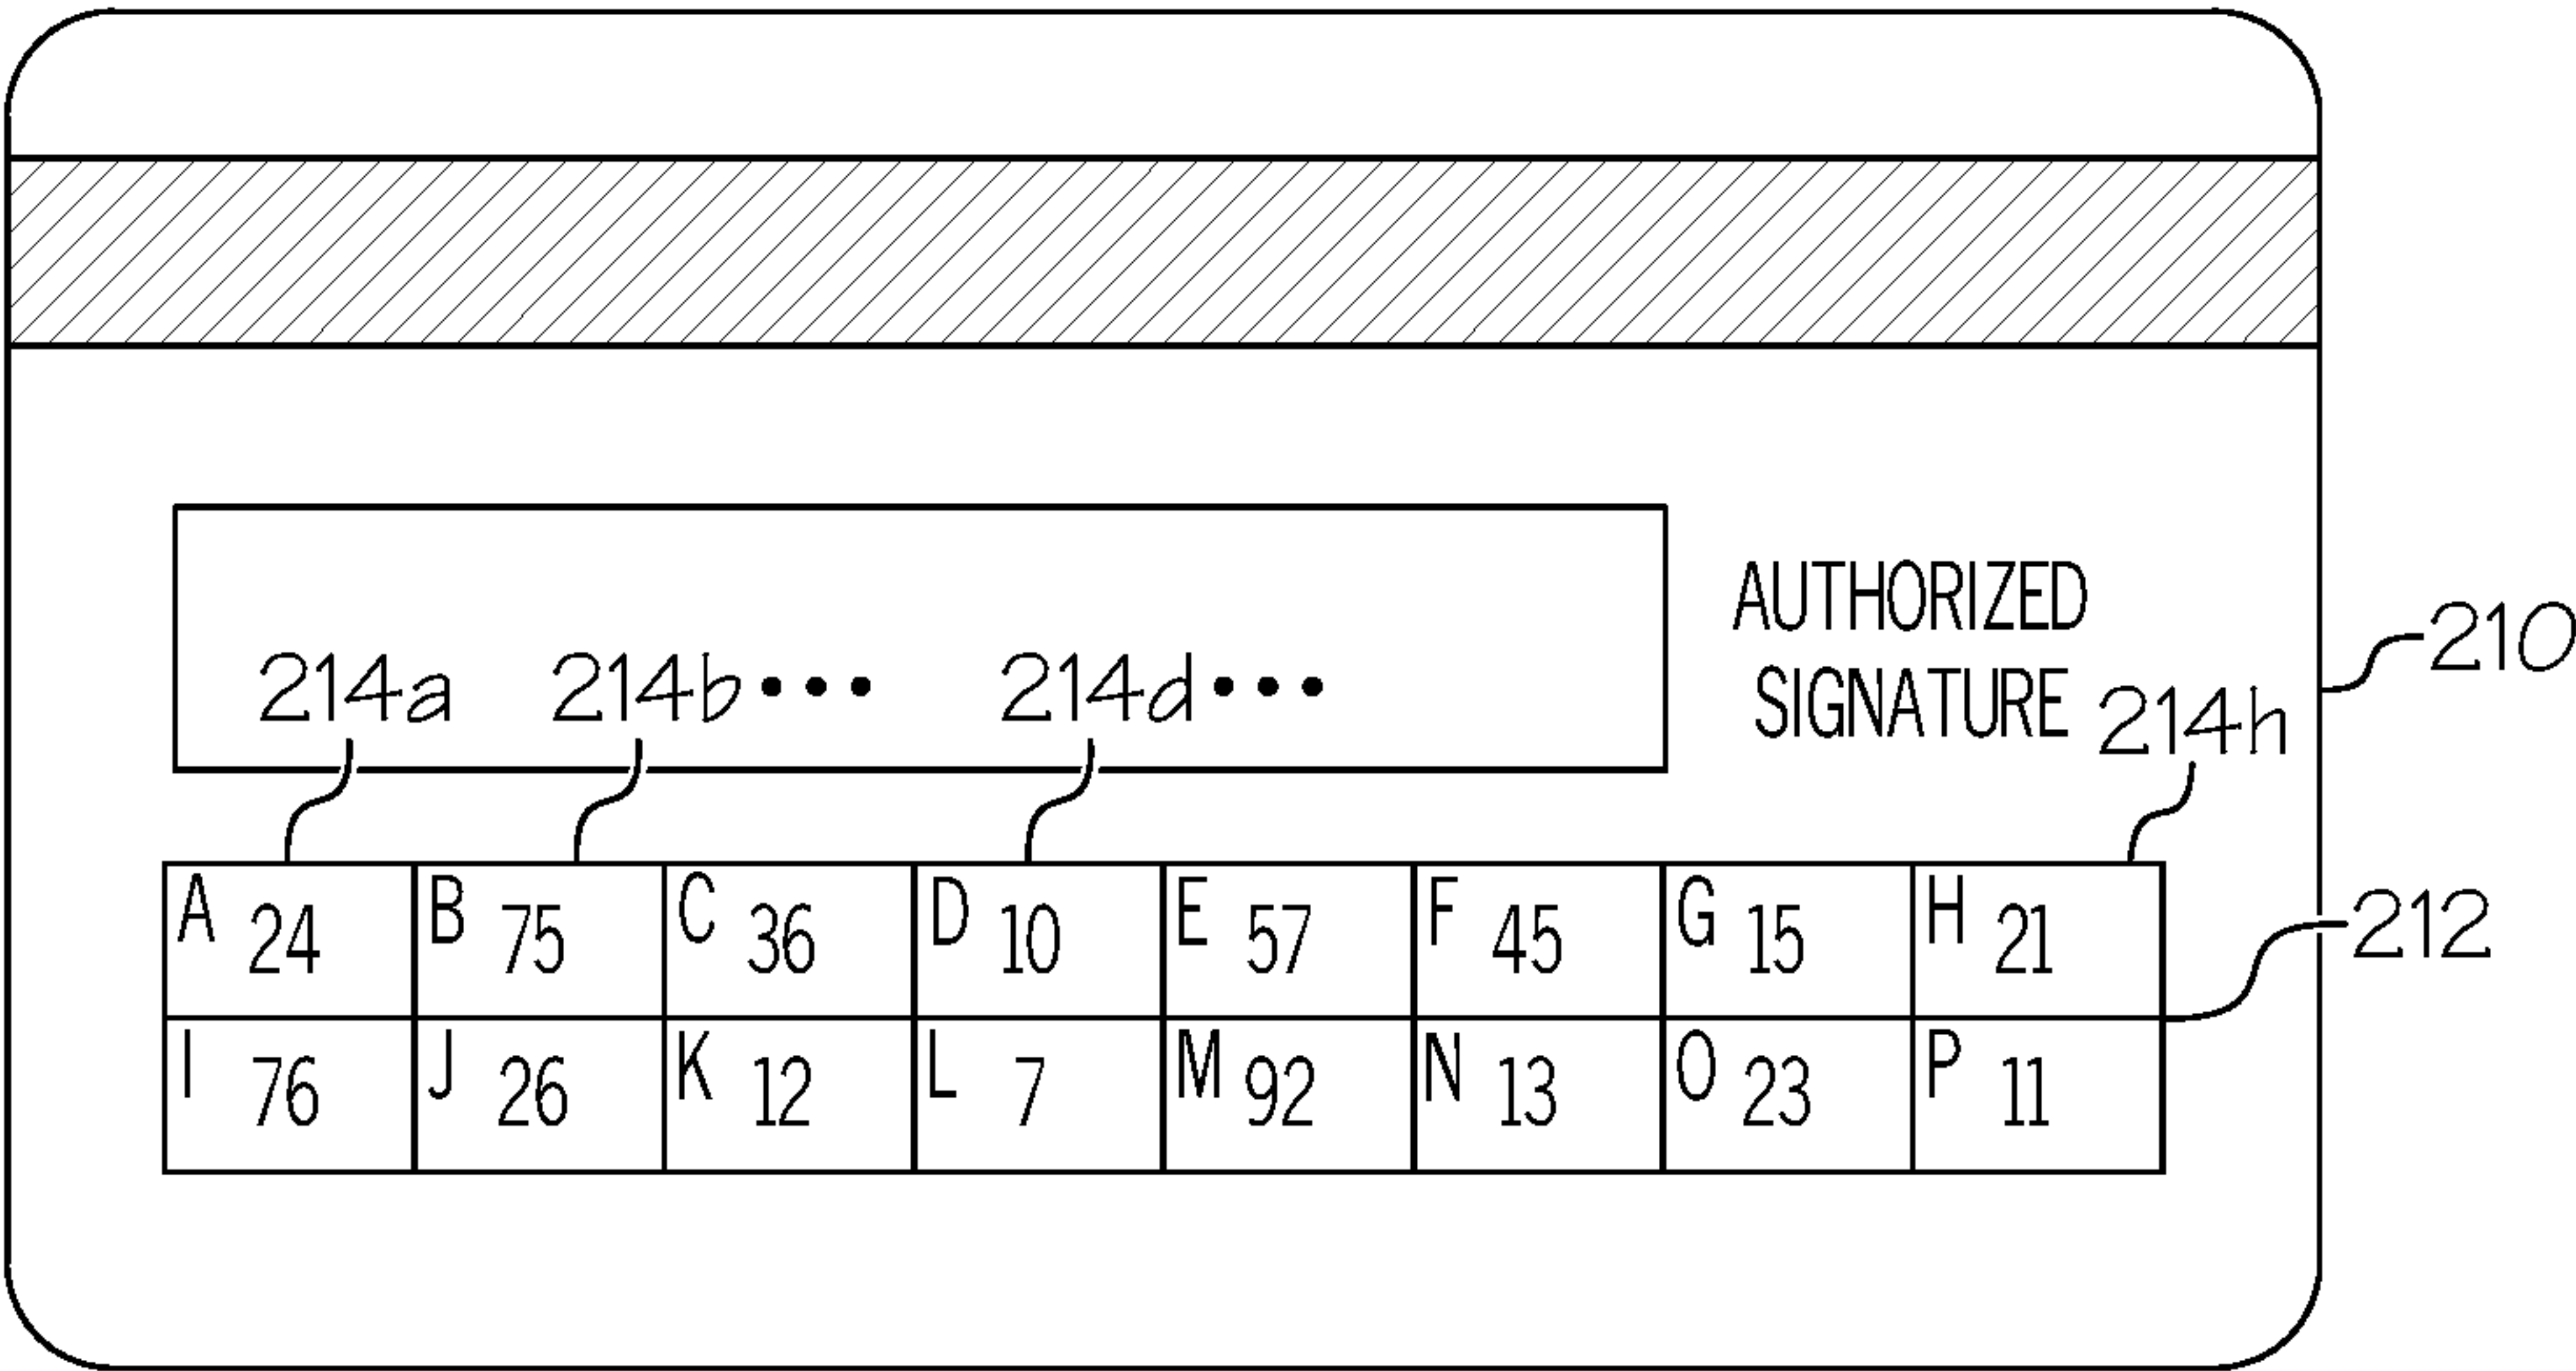 AUTHORIZED
SIGNATURE
210
214a 214b••• 214d••• 214h
A 24 B 75 C 36 D 10 E 57 F 45 G 15 H 21
212
I 76 J 26 K 12 L 7 M 92 N 13 O 23 P 11